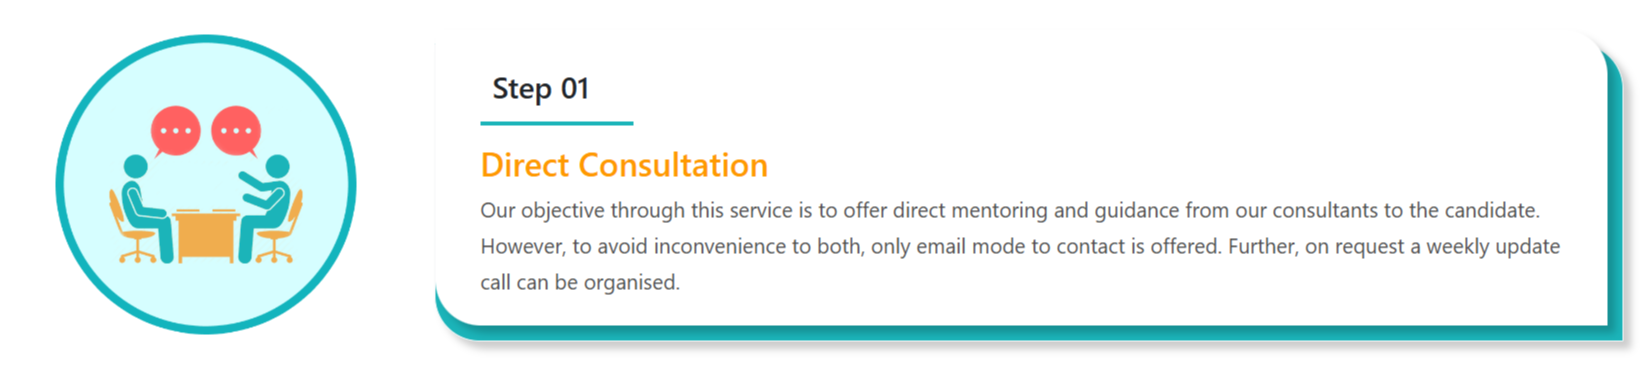 Step 01
Direct Consultation
Our objective through this service is to offer direct mentoring and guidance from our consultants to the candidate.
However, to avoid inconvenience to both, only email mode to contact is offered. Further, on request a weekly update
call can be organised.